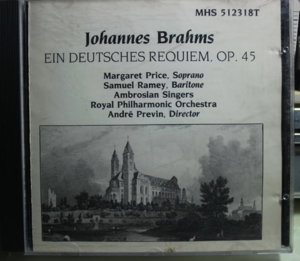 MHS 512318T
Johannes Brahms
EIN DEUTSCHES REQUIEM, OP. 45
Margaret Price, Soprano
Samuel Ramey, Baritone
Ambrosian Singers
Royal Philharmonic Orchestra
André Previn, Director